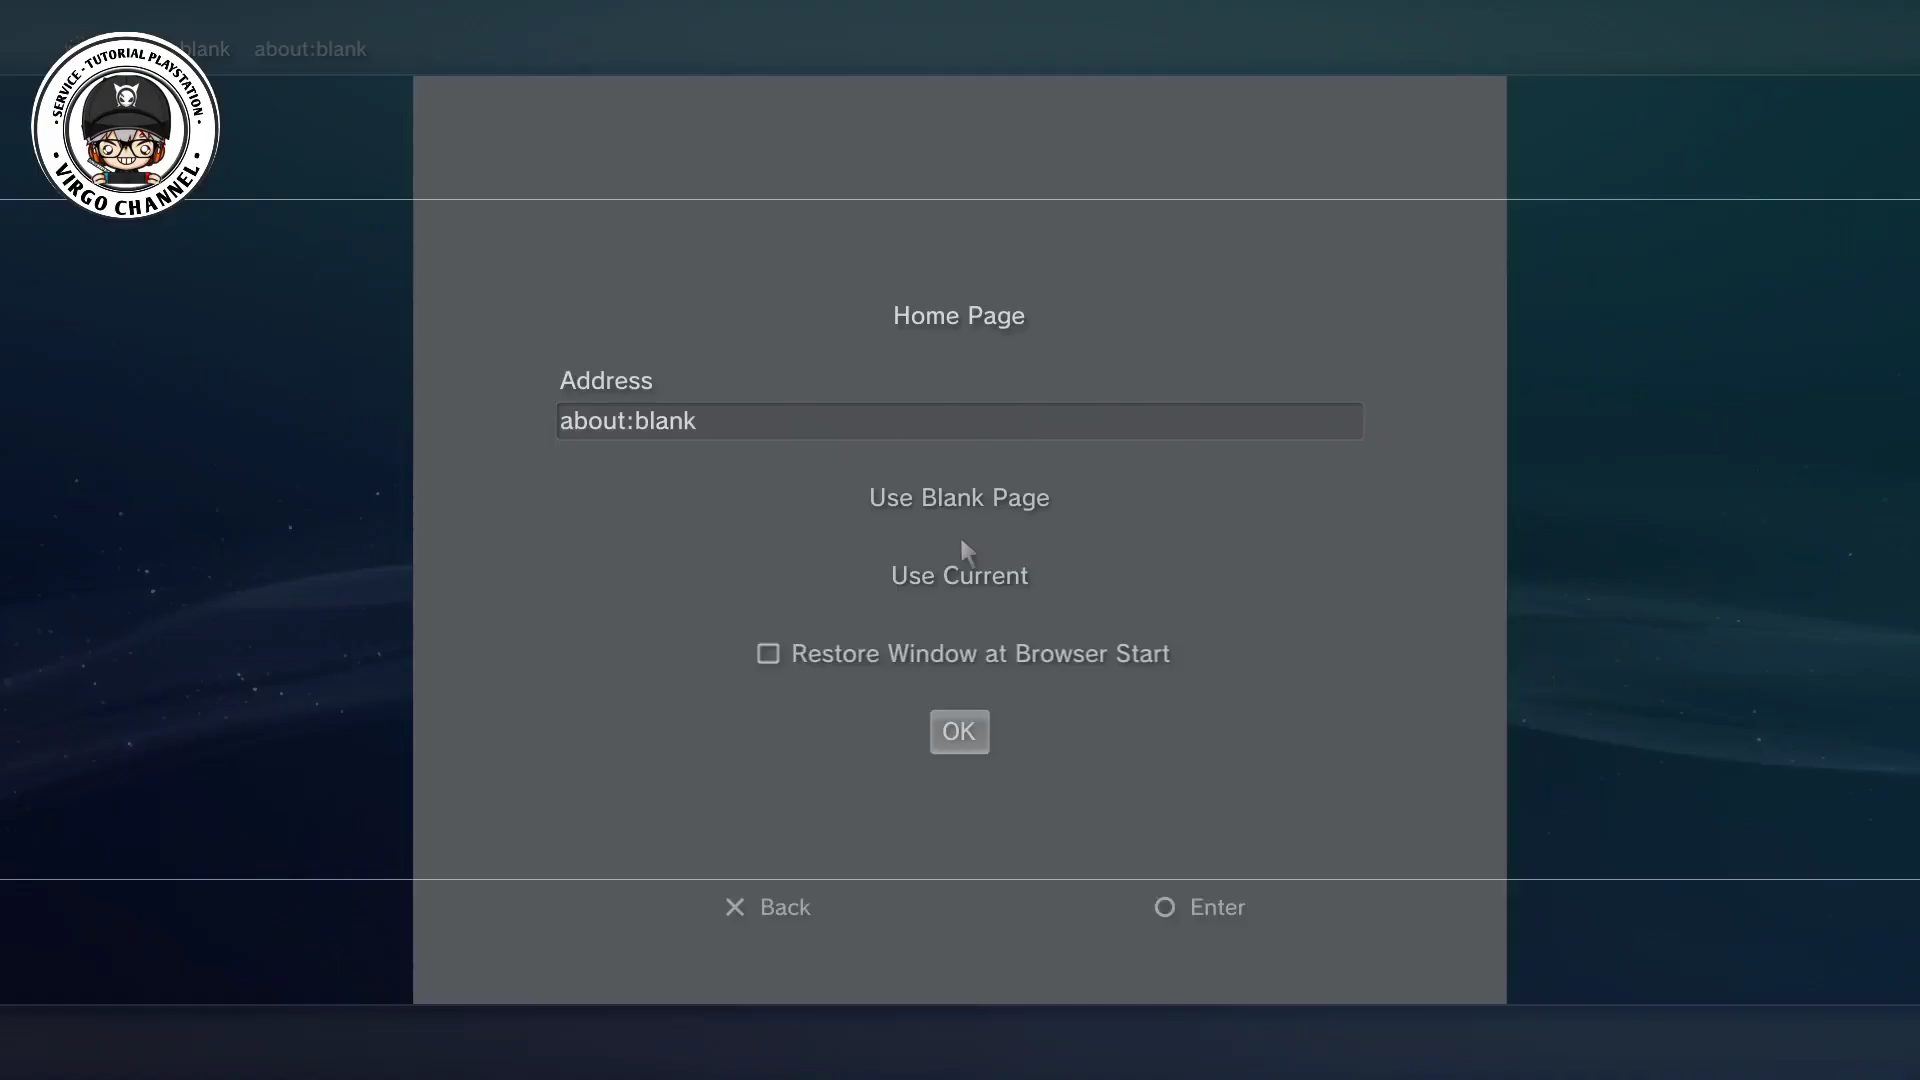 blank about:blank
• SERVICE - TUTORIAL PLAYSTATION •
• VIRGO CHANNEL •
Home Page
Address
about:blank
Use Blank Page
Use Current
Restore Window at Browser Start
OK
Back Enter